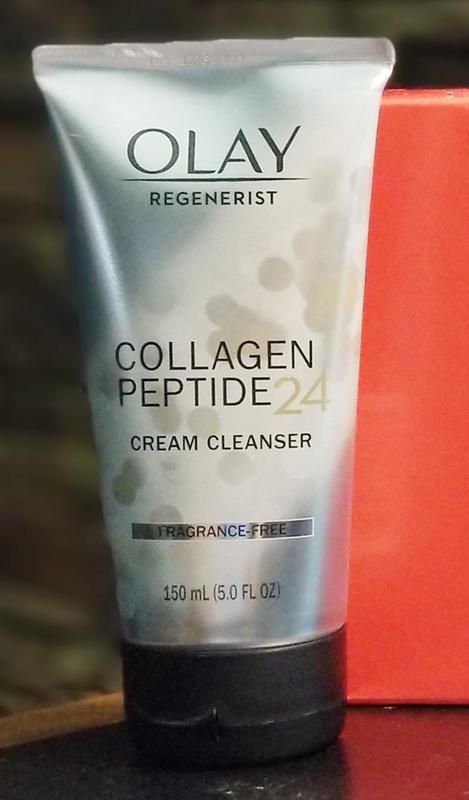 OLAY
REGENERIST
COLLAGEN
PEPTIDE24
CREAM CLEANSER
FRAGRANCE-FREE
150 mL (5.0 FL OZ)